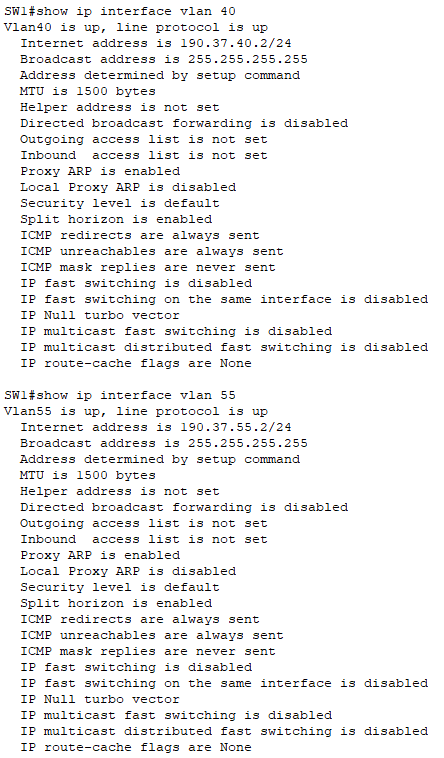 SW1#show ip interface vlan 40
Vlan40 is up, line protocol is up
  Internet address is 190.37.40.2/24
  Broadcast address is 255.255.255.255
  Address determined by setup command
  MTU is 1500 bytes
  Helper address is not set
  Directed broadcast forwarding is disabled
  Outgoing access list is not set
  Inbound  access list is not set
  Proxy ARP is enabled
  Local Proxy ARP is disabled
  Security level is default
  Split horizon is enabled
  ICMP redirects are always sent
  ICMP unreachables are always sent
  ICMP mask replies are never sent
  IP fast switching is disabled
  IP fast switching on the same interface is disabled
  IP Null turbo vector
  IP multicast fast switching is disabled
  IP multicast distributed fast switching is disabled
  IP route-cache flags are None

SW1#show ip interface vlan 55
Vlan55 is up, line protocol is up
  Internet address is 190.37.55.2/24
  Broadcast address is 255.255.255.255
  Address determined by setup command
  MTU is 1500 bytes
  Helper address is not set
  Directed broadcast forwarding is disabled
  Outgoing access list is not set
  Inbound  access list is not set
  Proxy ARP is enabled
  Local Proxy ARP is disabled
  Security level is default
  Split horizon is enabled
  ICMP redirects are always sent
  ICMP unreachables are always sent
  ICMP mask replies are never sent
  IP fast switching is disabled
  IP fast switching on the same interface is disabled
  IP Null turbo vector
  IP multicast fast switching is disabled
  IP multicast distributed fast switching is disabled
  IP route-cache flags are None